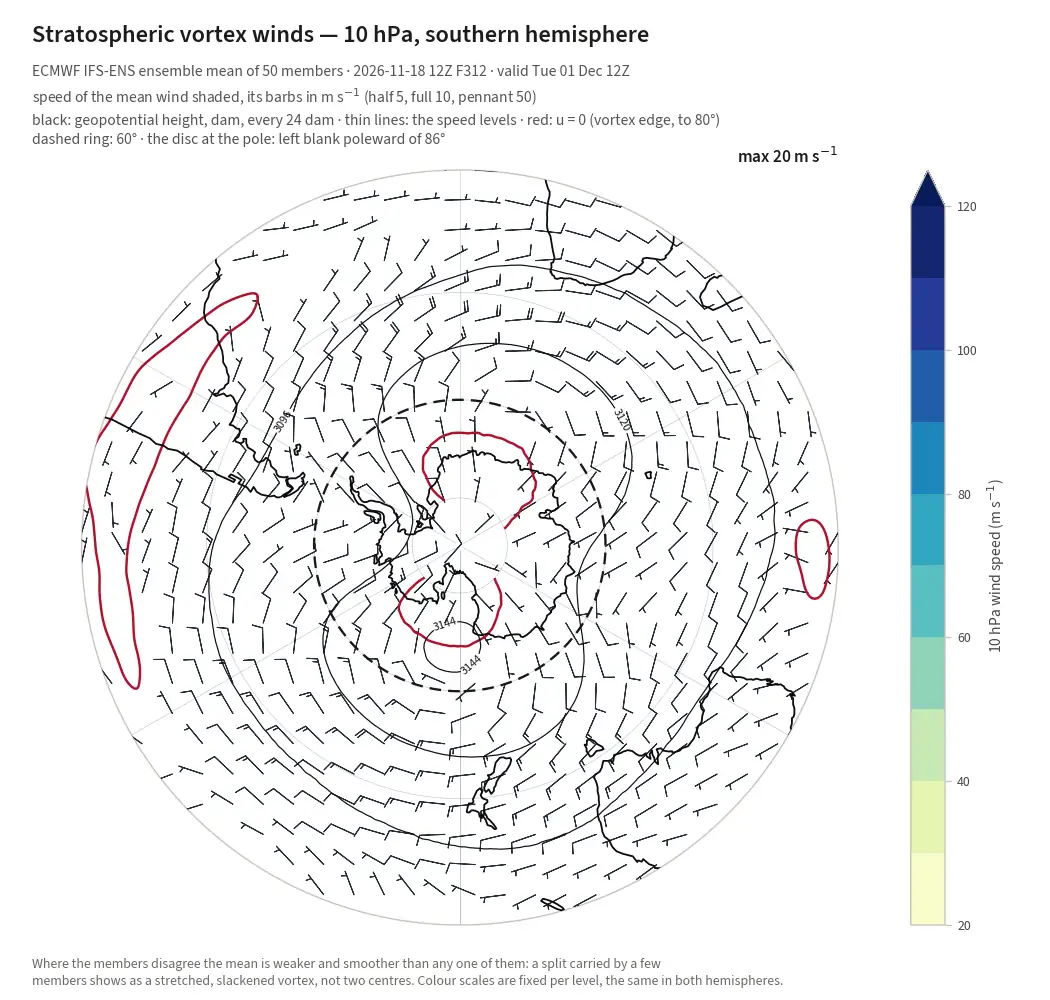 Stratospheric vortex winds — 10 hPa, southern hemisphere
ECMWF IFS-ENS ensemble mean of 50 members · 2026-11-18 12Z F312 · valid Tue 01 Dec 12Z
speed of the mean wind shaded, its barbs in m s⁻¹ (half 5, full 10, pennant 50)
black: geopotential height, dam, every 24 dam · thin lines: the speed levels · red: u = 0 (vortex edge, to 80°)
dashed ring: 60° · the disc at the pole: left blank poleward of 86°
max 20 m s⁻¹
120
100
80
60
40
20
10 hPa wind speed (m s⁻¹)
3096
3120
3144
3144
Where the members disagree the mean is weaker and smoother than any one of them: a split carried by a few
members shows as a stretched, slackened vortex, not two centres. Colour scales are fixed per level, the same in both hemispheres.